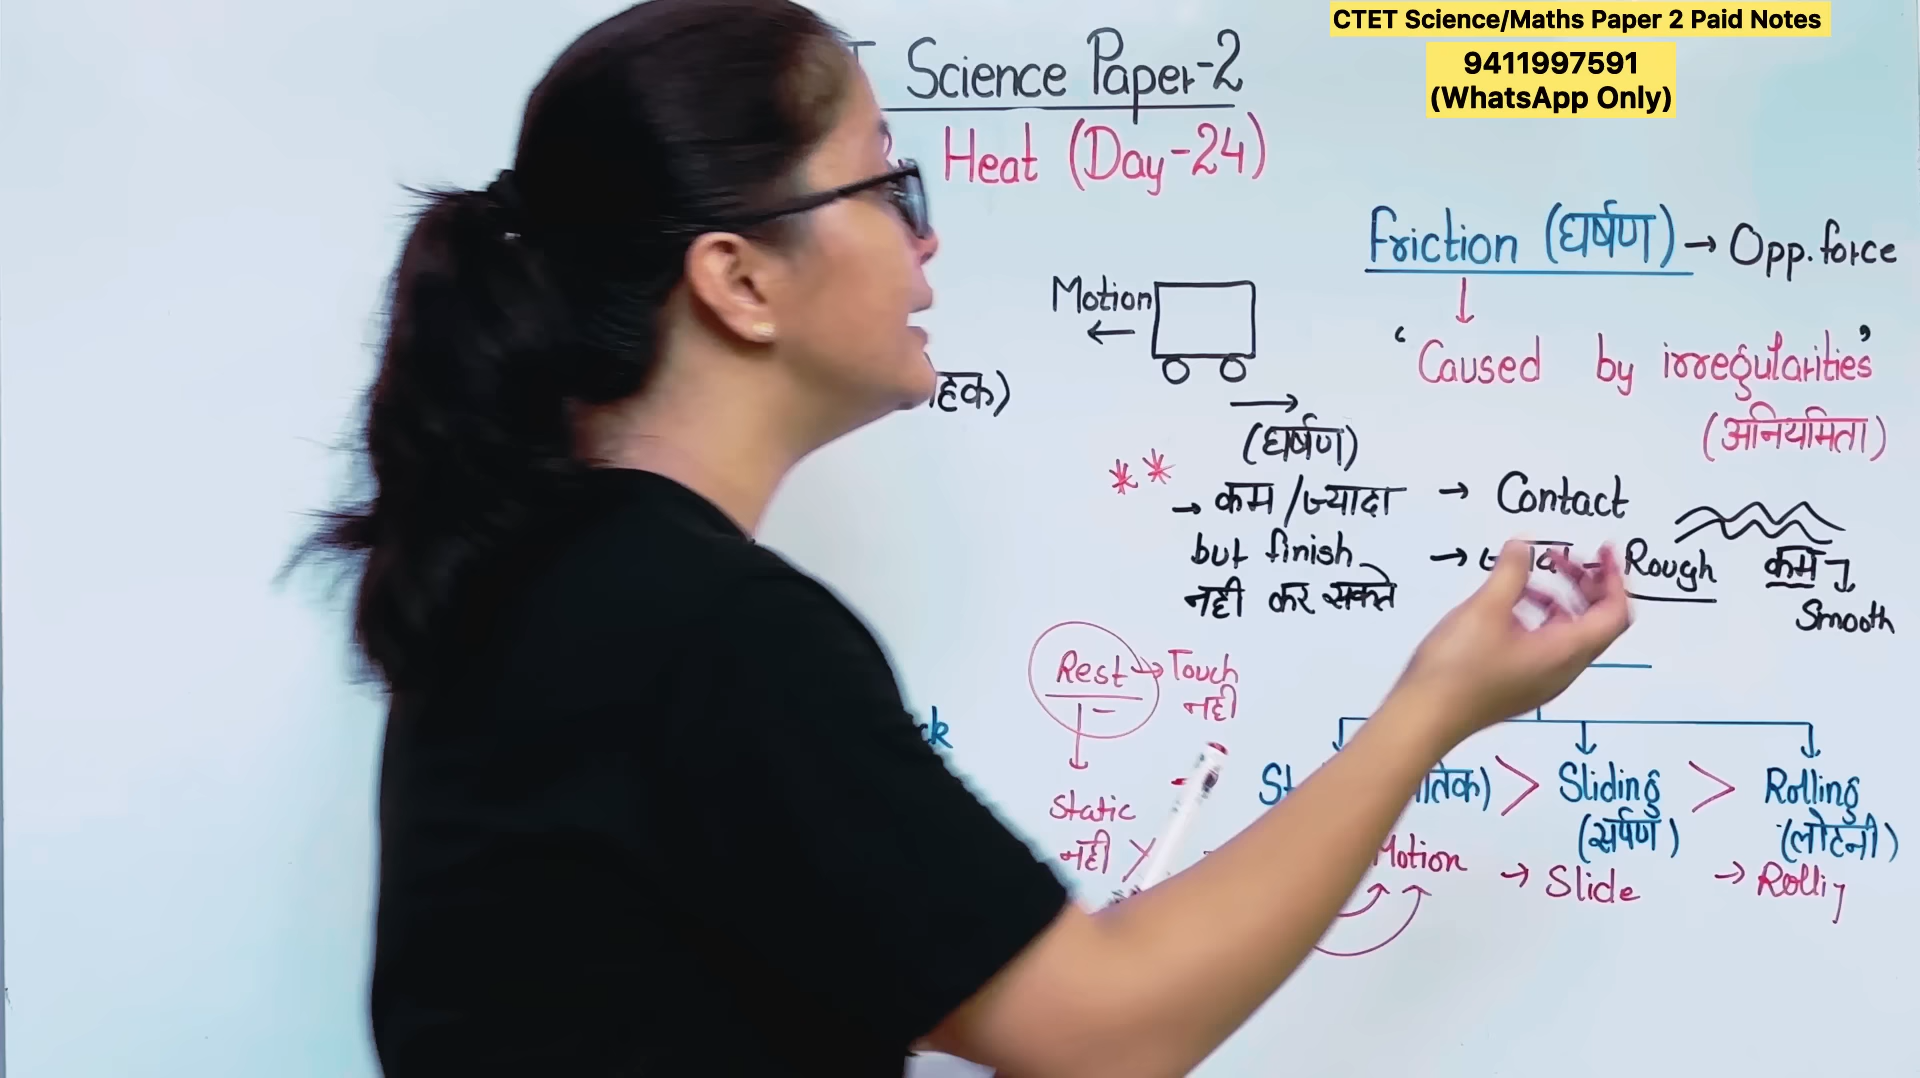 CTET Science/Maths Paper 2 Paid Notes
9411997591
(WhatsApp Only)
Science Paper-2
Heat (Day-24)
Friction (घर्षण) → Opp. force
Motion
←
'Caused by irregularities'
(अनियमिता)
→
(घर्षण)
** → कम/ज्यादा → Contact
but finish → Rough कम
नही कर सकते
Smooth
Rest → Touch
नही
Static
नही
> Sliding > Rolling
(सर्पण) (लोटनी)
Motion → Slide → Rolling